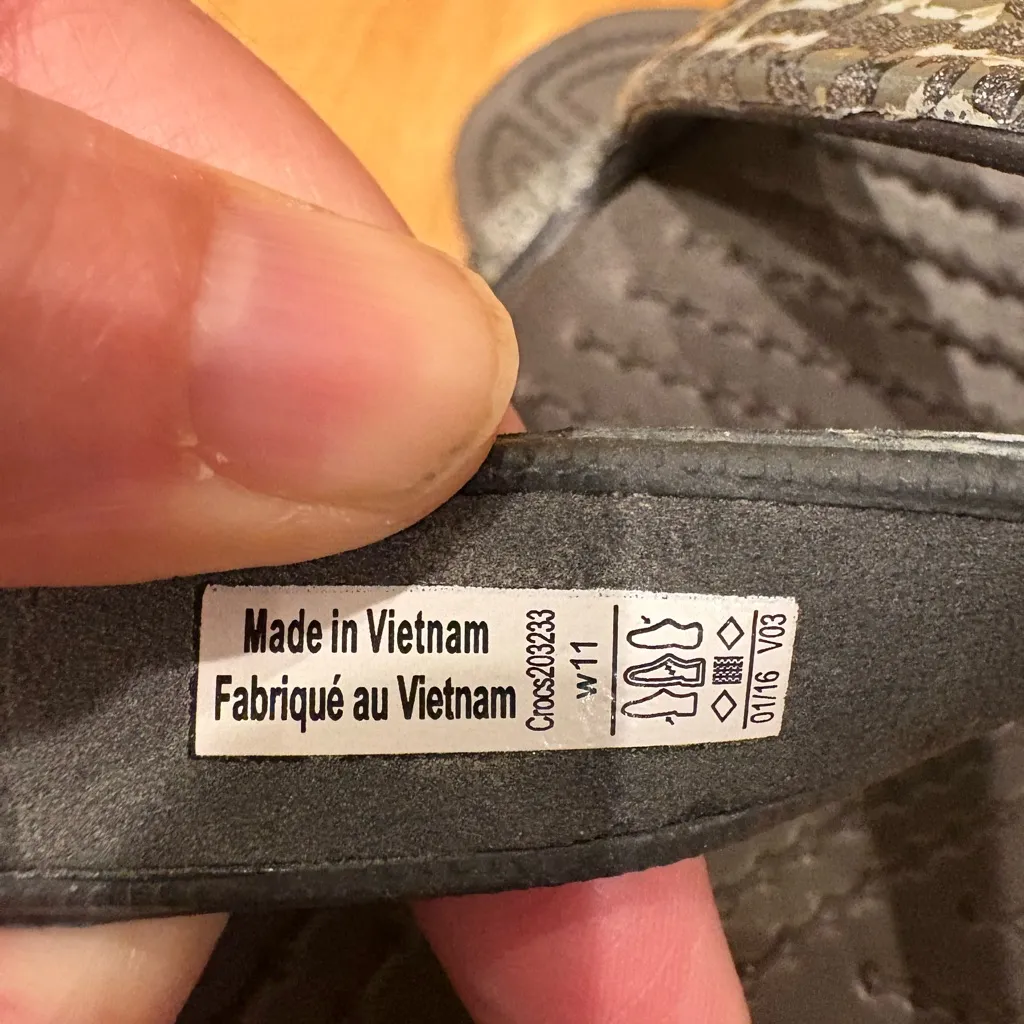 Made in Vietnam
Fabriqué au Vietnam
Crocs203233
w11
01/16 V03